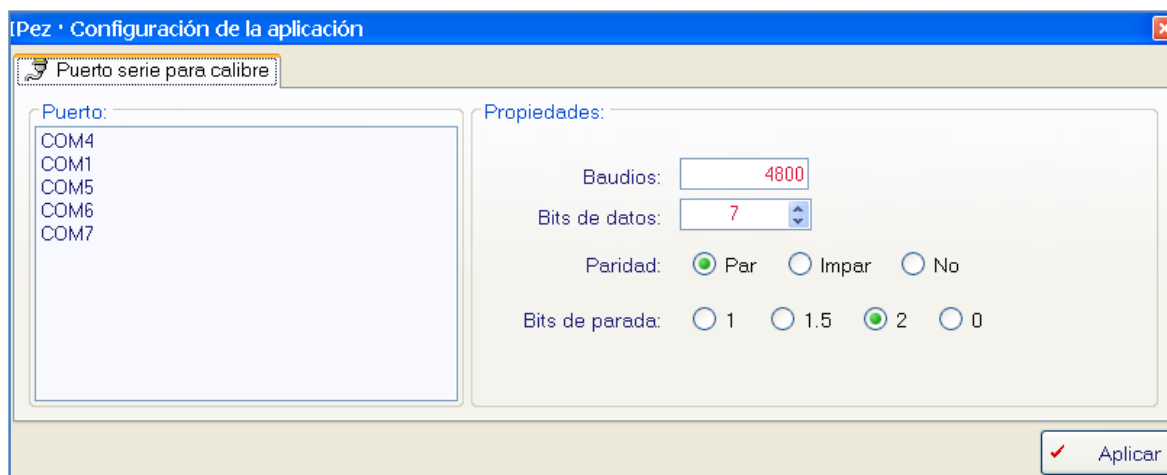 IPez · Configuración de la aplicación
Puerto serie para calibre
Puerto:
COM4
COM1
COM5
COM6
COM7
Propiedades:
Baudios: 4800
Bits de datos: 7
Paridad: Par Impar No
Bits de parada: 1 1.5 2 0
Aplicar